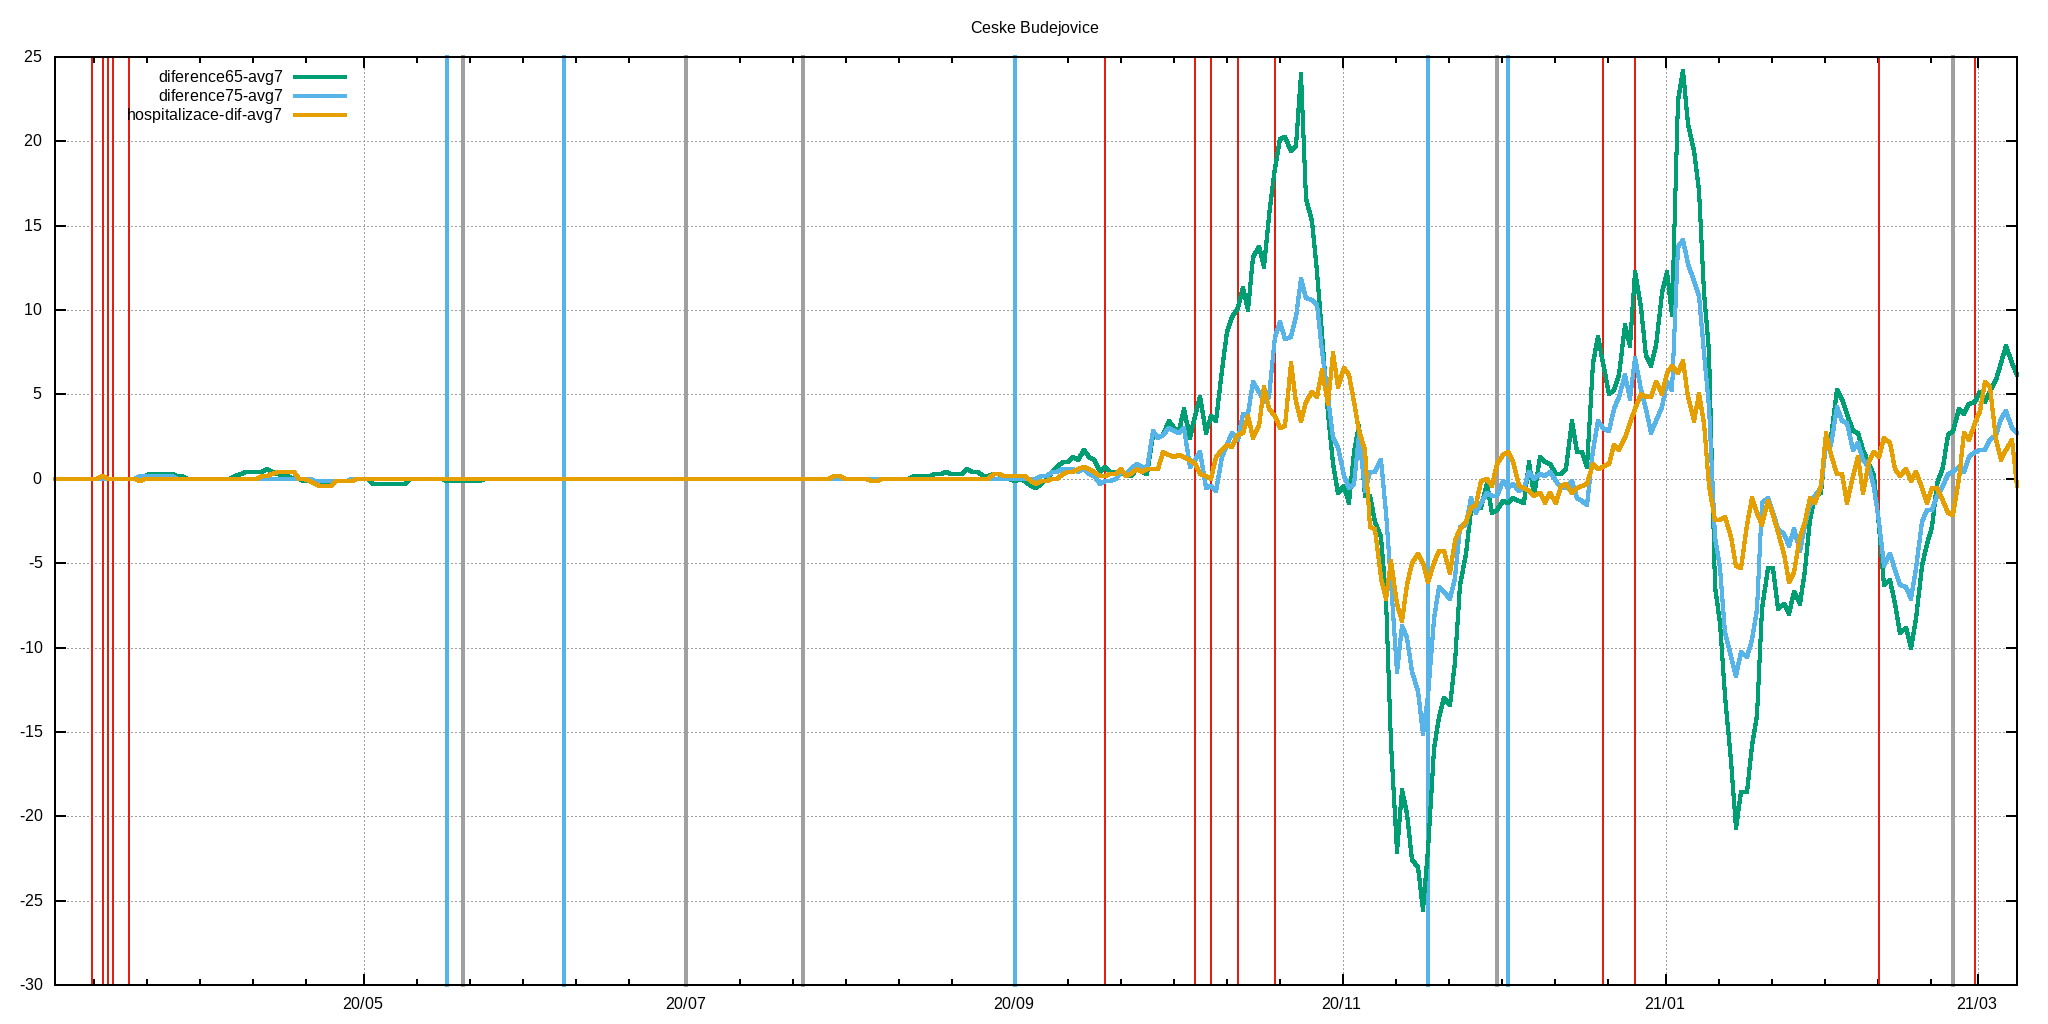 Ceske Budejovice
25
diference65-avg7
diference75-avg7
hospitalizace-dif-avg7
20
15
10
5
0
-5
-10
-15
-20
-25
-30
20/05 20/07 20/09 20/11 21/01 21/03